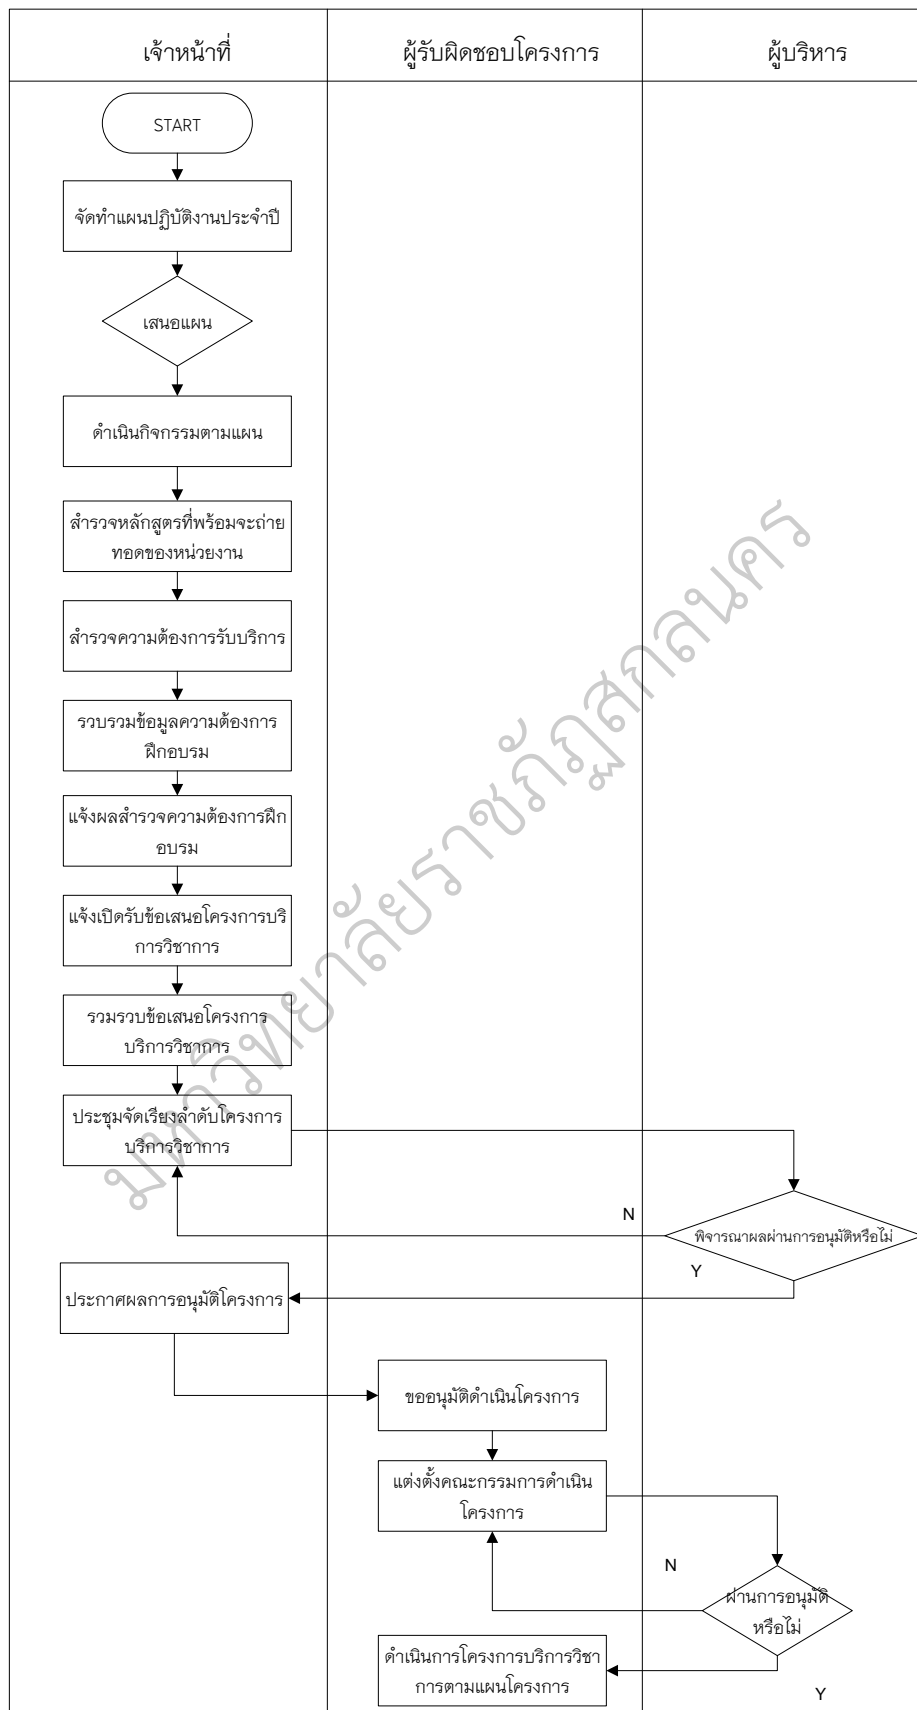 เจ้าหน้าที่
ผู้รับผิดชอบโครงการ
ผู้บริหาร
START
จัดทำแผนปฏิบัติงานประจำปี
เสนอแผน
ดำเนินกิจกรรมตามแผน
สำรวจหลักสูตรที่พร้อมจะถ่าย
ทอดของหน่วยงาน
สำรวจความต้องการรับบริการ
รวบรวมข้อมูลความต้องการ
ฝึกอบรม
แจ้งผลสำรวจความต้องการฝึก
อบรม
แจ้งเปิดรับข้อเสนอโครงการบริ
การวิชาการ
รวมรวบข้อเสนอโครงการ
บริการวิชาการ
ประชุมจัดเรียงลำดับโครงการ
บริการวิชาการ
N
พิจารณาผลผ่านการอนุมัติหรือไม่
Y
ประกาศผลการอนุมัติโครงการ
ขออนุมัติดำเนินโครงการ
แต่งตั้งคณะกรรมการดำเนิน
โครงการ
N
ผ่านการอนุมัติ
หรือไม่
ดำเนินการโครงการบริการวิชา
การตามแผนโครงการ
Y
มหาวิทยาลัยราชภัฏสกลนคร